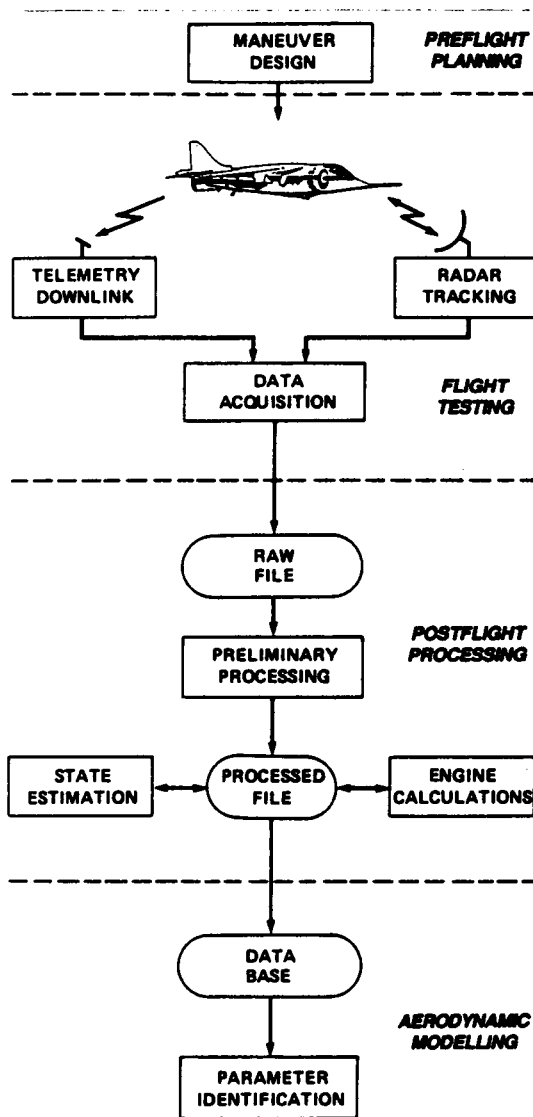 MANEUVER
DESIGN
PREFLIGHT
PLANNING
TELEMETRY
DOWNLINK
RADAR
TRACKING
DATA
ACQUISITION
FLIGHT
TESTING
RAW
FILE
PRELIMINARY
PROCESSING
POSTFLIGHT
PROCESSING
STATE
ESTIMATION
PROCESSED
FILE
ENGINE
CALCULATIONS
DATA
BASE
AERODYNAMIC
MODELLING
PARAMETER
IDENTIFICATION